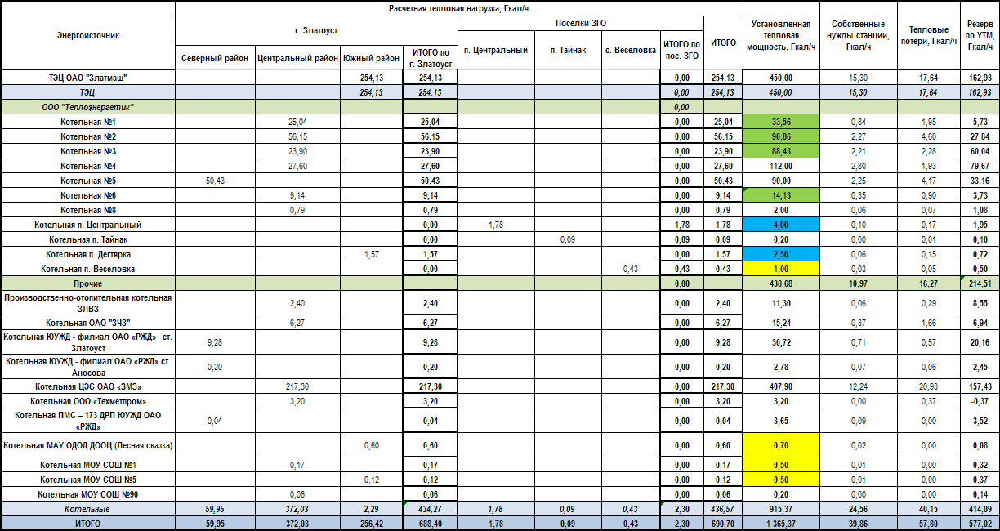 Энергоисточник
Расчетная тепловая нагрузка, Гкал/ч
г. Златоуст
Поселки ЗГО
Северный район Центральный район Южный район ИТОГО по г. Златоуст
п. Центральный п. Тайнак с. Веселовка ИТОГО по пос. ЗГО
ИТОГО
Установленная тепловая мощность, Гкал/ч
Собственные нужды станции, Гкал/ч
Тепловые потери, Гкал/ч
Резерв по УТМ, Гкал/ч
ТЭЦ ОАО "Златмаш" 254,13 254,13 0,00 254,13 450,00 15,30 17,64 162,93
ТЭЦ 254,13 254,13 0,00 254,13 450,00 15,30 17,64 162,93
ООО "Теплоэнергетик" 0,00
Котельная №1 25,04 25,04 0,00 25,04 33,56 0,84 1,95 5,73
Котельная №2 56,15 56,15 0,00 56,15 90,86 2,27 4,60 27,84
Котельная №3 23,90 23,90 0,00 23,90 88,43 2,21 2,28 60,04
Котельная №4 27,60 27,60 0,00 27,60 112,00 2,80 1,93 79,67
Котельная №5 50,43 50,43 0,00 50,43 90,00 2,25 4,17 33,16
Котельная №6 9,14 9,14 0,00 9,14 14,13 0,35 0,90 3,73
Котельная №8 0,79 0,79 0,00 0,79 2,00 0,06 0,07 1,08
Котельная п. Центральный 0,00 1,78 1,78 1,78 4,00 0,10 0,17 1,95
Котельная п. Тайнак 0,00 0,09 0,09 0,09 0,20 0,00 0,01 0,10
Котельная п. Дегтярка 1,57 1,57 0,00 1,57 2,50 0,06 0,15 0,72
Котельная п. Веселовка 0,00 0,43 0,43 0,43 1,00 0,03 0,05 0,50
Прочие 0,00 438,68 10,97 16,27 214,51
Производственно-отопительная котельная ЗЛВЗ 2,40 2,40 0,00 2,40 11,30 0,06 0,29 8,55
Котельная ОАО "ЗЧЗ" 6,27 6,27 0,00 6,27 15,24 0,37 1,66 6,94
Котельная ЮУЖД - филиал ОАО «РЖД» ст. Златоуст 9,28 9,28 0,00 9,28 30,72 0,71 0,57 20,16
Котельная ЮУЖД - филиал ОАО «РЖД» ст. Аносова 0,20 0,20 0,00 0,20 2,78 0,07 0,06 2,45
Котельная ЦЭС ОАО «ЗМЗ» 217,30 217,30 0,00 217,30 407,90 12,24 20,93 157,43
Котельная ООО «Техметпром» 3,20 3,20 0,00 3,20 3,20 0,00 0,37 -0,37
Котельная ПМС – 173 ДРП ЮУЖД ОАО «РЖД» 0,04 0,04 0,00 0,04 3,65 0,09 0,00 3,52
Котельная МАУ ОДОД ДООЦ (Лесная сказка) 0,60 0,60 0,00 0,60 0,70 0,02 0,00 0,08
Котельная МОУ СОШ №1 0,17 0,17 0,00 0,17 0,50 0,01 0,00 0,32
Котельная МОУ СОШ №5 0,12 0,12 0,00 0,12 0,50 0,01 0,00 0,37
Котельная МОУ СОШ №90 0,06 0,06 0,00 0,06 0,20 0,00 0,00 0,14
Котельные 59,95 372,03 2,29 434,27 1,78 0,09 0,43 2,30 436,57 915,37 24,56 40,15 414,09
ИТОГО 59,95 372,03 256,42 688,40 1,78 0,09 0,43 2,30 690,70 1 365,37 39,86 57,80 577,02